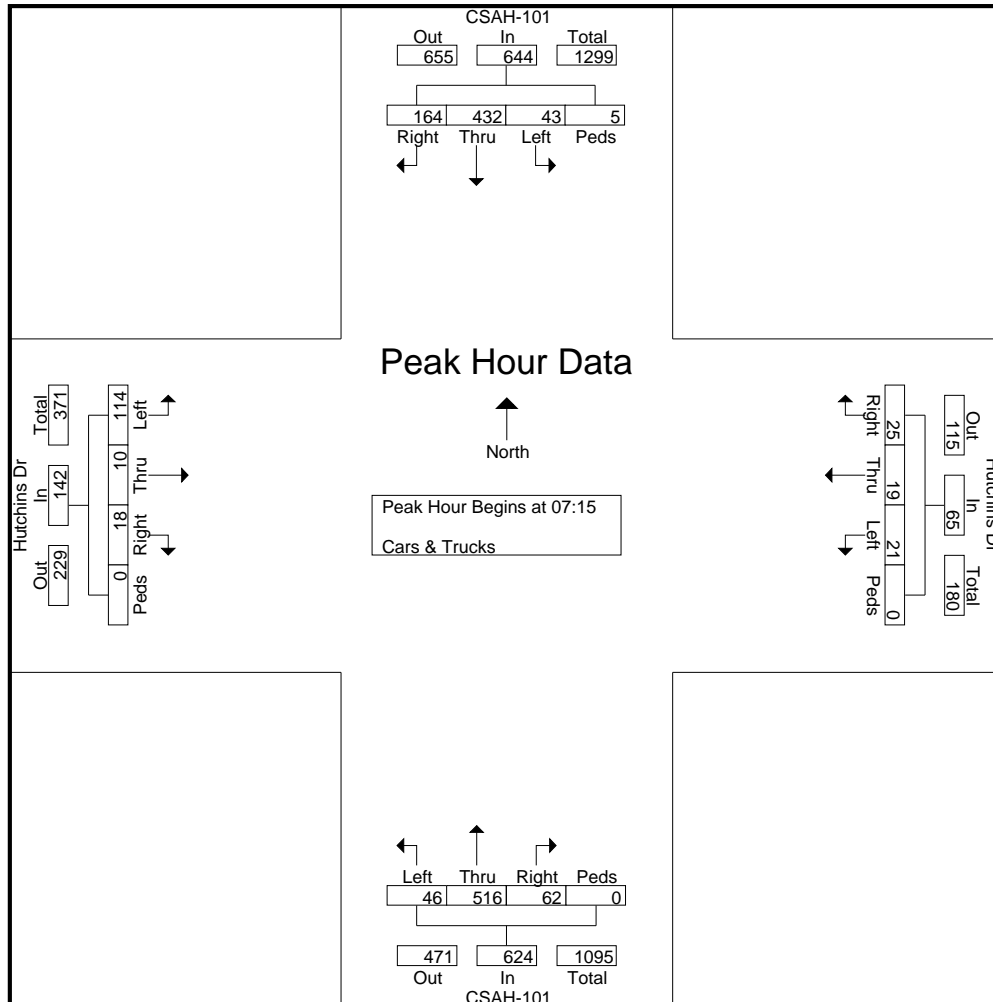 CSAH-101
Out In Total
655 644 1299
164 432 43 5
Right Thru Left Peds
Peak Hour Data
North
Peak Hour Begins at 07:15
Cars & Trucks
Hutchins Dr
Total In Out
371 142 229
114 10 18 0
Left Thru Right Peds
Hutchins Dr
Out In Total
115 65 180
25 19 21 0
Right Thru Left Peds
Left Thru Right Peds
46 516 62 0
471 624 1095
Out In Total
CSAH-101